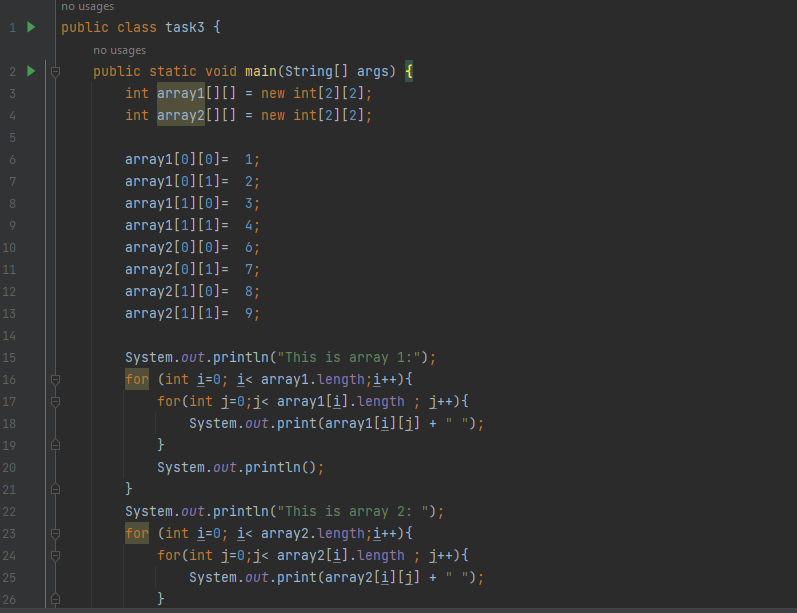 no usages
1 public class task3 {
no usages
2 public static void main(String[] args) {
3 int array1[][] = new int[2][2];
4 int array2[][] = new int[2][2];
5
6 array1[0][0]=  1;
7 array1[0][1]=  2;
8 array1[1][0]=  3;
9 array1[1][1]=  4;
10 array2[0][0]=  6;
11 array2[0][1]=  7;
12 array2[1][0]=  8;
13 array2[1][1]=  9;
14
15 System.out.println("This is array 1:");
16 for (int i=0; i< array1.length;i++){
17 for(int j=0;j< array1[i].length ; j++){
18 System.out.print(array1[i][j] + " ");
19 }
20 System.out.println();
21 }
22 System.out.println("This is array 2: ");
23 for (int i=0; i< array2.length;i++){
24 for(int j=0;j< array2[i].length ; j++){
25 System.out.print(array2[i][j] + " ");
26 }